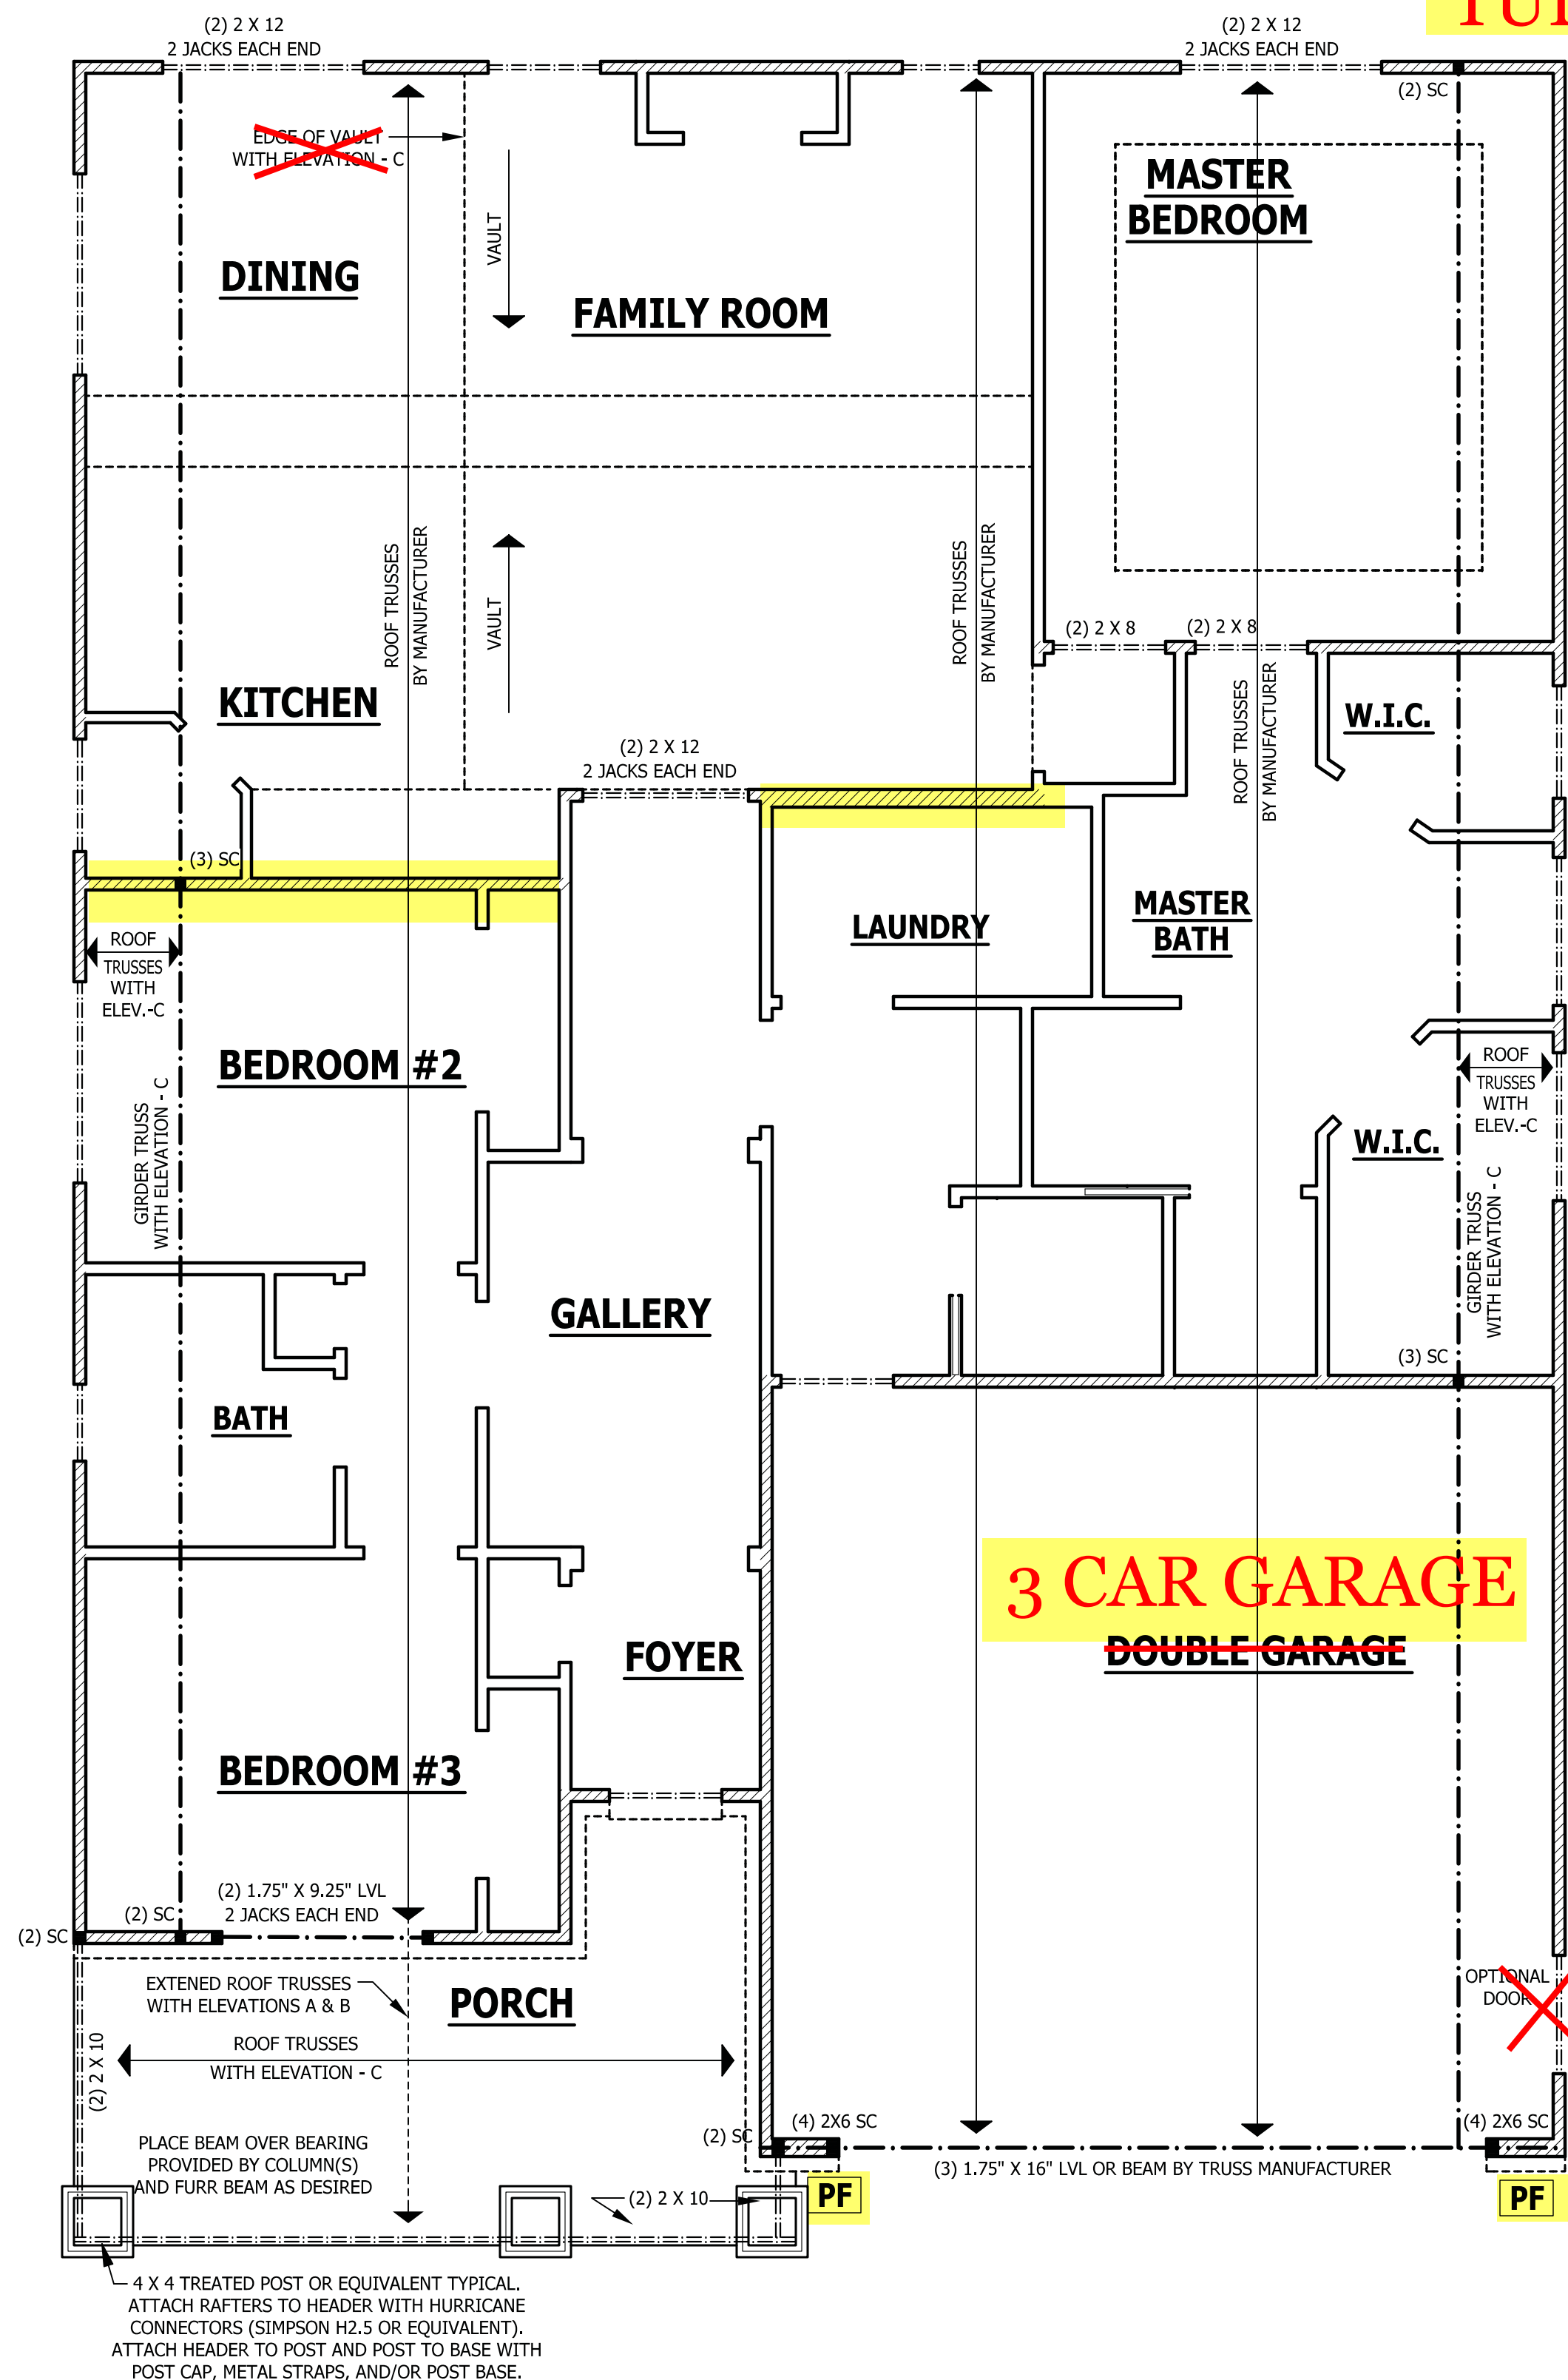 (2) 2 X 12
2 JACKS EACH END
(2) 2 X 12
2 JACKS EACH END
(2) SC
EDGE OF VAULT
WITH ELEVATION - C
MASTER
BEDROOM
VAULT
DINING
FAMILY ROOM
ROOF TRUSSES
BY MANUFACTURER
VAULT
ROOF TRUSSES
BY MANUFACTURER
(2) 2 X 8
(2) 2 X 8
ROOF TRUSSES
BY MANUFACTURER
KITCHEN
W.I.C.
(2) 2 X 12
2 JACKS EACH END
(3) SC
MASTER
BATH
LAUNDRY
ROOF
TRUSSES
WITH
ELEV.-C
BEDROOM #2
GIRDER TRUSS
WITH ELEVATION - C
ROOF
TRUSSES
WITH
ELEV.-C
W.I.C.
GIRDER TRUSS
WITH ELEVATION - C
GALLERY
(3) SC
BATH
3 CAR GARAGE
DOUBLE GARAGE
FOYER
BEDROOM #3
(2) 1.75" X 9.25" LVL
2 JACKS EACH END
(2) SC
(2) SC
EXTENED ROOF TRUSSES
WITH ELEVATIONS A & B
PORCH
OPTIONAL
DOOR
ROOF TRUSSES
WITH ELEVATION - C
(2) 2 X 10
(2) SC
(4) 2X6 SC
(4) 2X6 SC
PLACE BEAM OVER BEARING
PROVIDED BY COLUMN(S)
AND FURR BEAM AS DESIRED
(3) 1.75" X 16" LVL OR BEAM BY TRUSS MANUFACTURER
(2) 2 X 10
PF
PF
4 X 4 TREATED POST OR EQUIVALENT TYPICAL.
ATTACH RAFTERS TO HEADER WITH HURRICANE
CONNECTORS (SIMPSON H2.5 OR EQUIVALENT).
ATTACH HEADER TO POST AND POST TO BASE WITH
POST CAP, METAL STRAPS, AND/OR POST BASE.